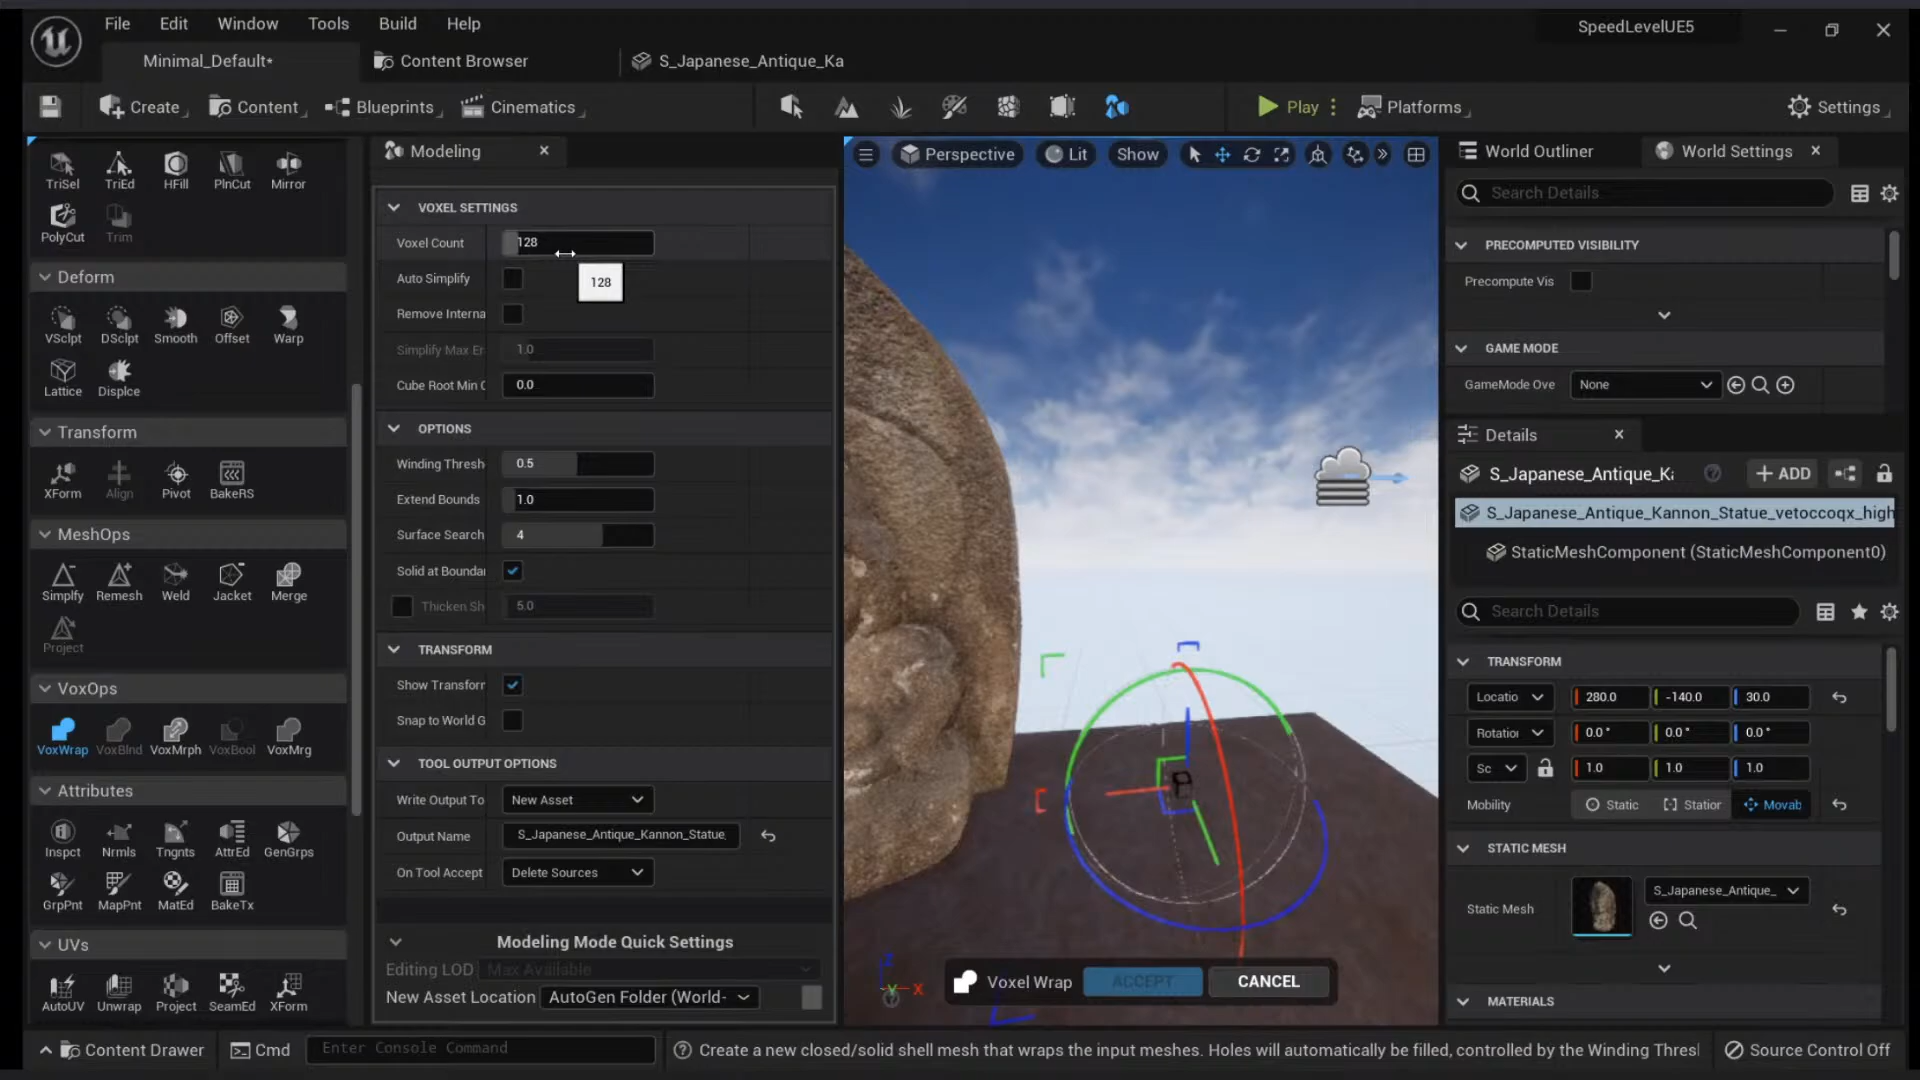 File Edit Window Tools Build Help
SpeedLevelUE5
Minimal_Default*
Content Browser
S_Japanese_Antique_Ka
Create
Content
Blueprints
Cinematics
Play
Platforms
Settings
TriSel TriEd HFill PlnCut Mirror
PolyCut Trim
Deform
VSclpt DSclpt Smooth Offset Warp
Lattice Displce
Transform
XForm Align Pivot BakeRS
MeshOps
Simplfy Remesh Weld Jacket Merge
Project
VoxOps
VoxWrap VoxBlnd VoxMrph VoxBool VoxMrg
Attributes
Inspct Nrmls Tngnts AttrEd GenGrps
GrpPnt MapPnt MatEd BakeTx
UVs
AutoUV Unwrap Project SeamEd XForm
Modeling
VOXEL SETTINGS
Voxel Count 128
128
Auto Simplify
Remove Interna
Simplify Max Er 1.0
Cube Root Min C 0.0
OPTIONS
Winding Thresh 0.5
Extend Bounds 1.0
Surface Search 4
Solid at Boundar
Thicken Sh 5.0
TRANSFORM
Show Transform
Snap to World G
TOOL OUTPUT OPTIONS
Write Output To New Asset
Output Name S_Japanese_Antique_Kannon_Statue_
On Tool Accept Delete Sources
Modeling Mode Quick Settings
Editing LOD Max Available
New Asset Location AutoGen Folder (World-
Perspective
Lit
Show
X
Voxel Wrap ACCEPT CANCEL
World Outliner
World Settings
Search Details
PRECOMPUTED VISIBILITY
Precompute Vis
GAME MODE
GameMode Ove None
Details
S_Japanese_Antique_Ka
ADD
S_Japanese_Antique_Kannon_Statue_vetoccoqx_high
StaticMeshComponent (StaticMeshComponent0)
Search Details
TRANSFORM
Locatio 280.0 -140.0 30.0
Rotatior 0.0 ° 0.0 ° 0.0 °
Sc 1.0 1.0 1.0
Mobility Static Station Movab
STATIC MESH
Static Mesh S_Japanese_Antique_
MATERIALS
Content Drawer
Cmd
Enter Console Command
Create a new closed/solid shell mesh that wraps the input meshes. Holes will automatically be filled, controlled by the Winding Thresl
Source Control Off